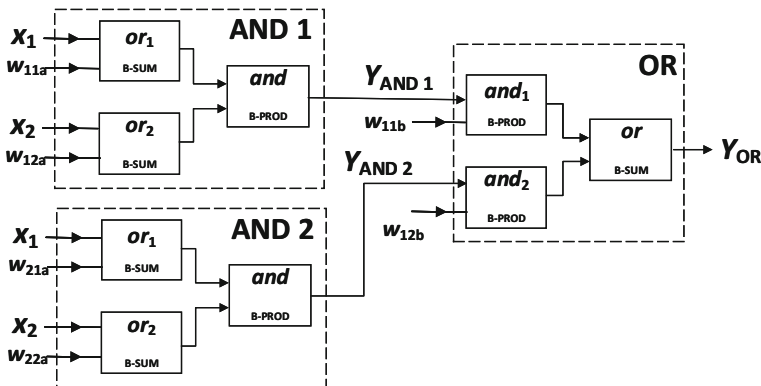 AND 1
X1
w11a
or1
B-SUM
X2
w12a
or2
B-SUM
and
B-PROD
AND 2
X1
w21a
or1
B-SUM
X2
w22a
or2
B-SUM
and
B-PROD
YAND 1
w11b
YAND 2
w12b
OR
and1
B-PROD
and2
B-PROD
or
B-SUM
YOR